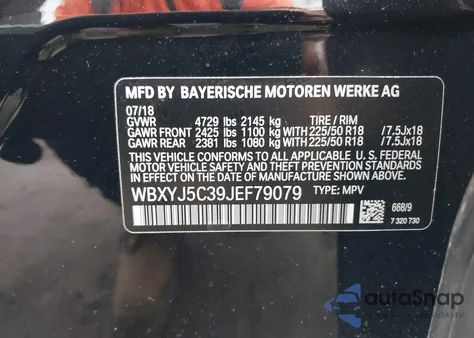 MFD BY BAYERISCHE MOTOREN WERKE AG
07/18
GVWR 4729 lbs 2145 kg TIRE / RIM
GAWR FRONT 2425 lbs 1100 kg WITH 225/50 R18 /7.5Jx18
GAWR REAR 2381 lbs 1080 kg WITH 225/50 R18 /7.5Jx18
THIS VEHICLE CONFORMS TO ALL APPLICABLE U. S. FEDERAL
MOTOR VEHICLE SAFETY AND THEFT PREVENTION STANDARDS
IN EFFECT ON THE DATE OF MANUFACTURE SHOWN ABOVE.
WBXYJ5C39JEF79079 TYPE: MPV
668/9
7 320 730
autoSnap